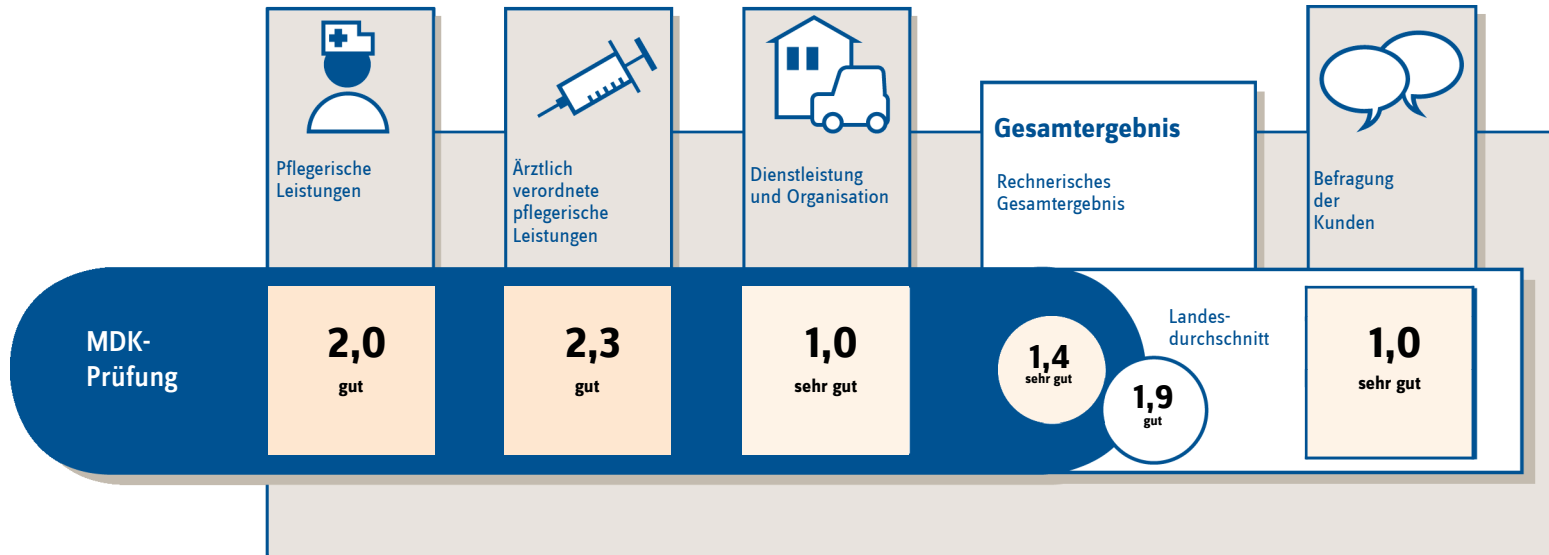 Pflegerische
Leistungen
Ärztlich
verordnete
pflegerische
Leistungen
Dienstleistung
und Organisation
Gesamtergebnis
Rechnerisches
Gesamtergebnis
Befragung
der
Kunden
MDK-
Prüfung
2,0
gut
2,3
gut
1,0
sehr gut
1,4
sehr gut
Landes-
durchschnitt
1,9
gut
1,0
sehr gut